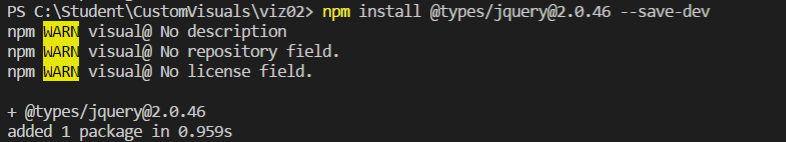 PS C:\Student\CustomVisuals\viz02> npm install @types/jquery@2.0.46 --save-dev
npm WARN visual@ No description
npm WARN visual@ No repository field.
npm WARN visual@ No license field.
+ @types/jquery@2.0.46
added 1 package in 0.959s